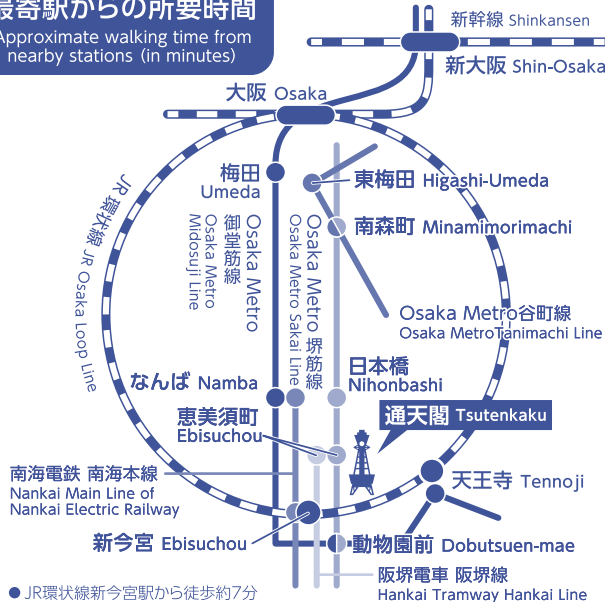 最寄駅からの所要時間
Approximate walking time from
nearby stations (in minutes)
新幹線 Shinkansen
新大阪 Shin-Osaka
大阪 Osaka
梅田
Umeda
東梅田 Higashi-Umeda
南森町 Minamimorimachi
JR環状線 JR Osaka Loop Line
Osaka Metro
御堂筋線
Osaka Metro
Midosuji Line
Osaka Metro 堺筋線
Osaka Metro Sakai Line
Osaka Metro谷町線
Osaka MetroTanimachi Line
日本橋
Nihonbashi
なんば Namba
恵美須町
Ebisuchou
通天閣 Tsutenkaku
南海電鉄 南海本線
Nankai Main Line of
Nankai Electric Railway
天王寺 Tennoji
新今宮 Ebisuchou
動物園前 Dobutsuen-mae
阪堺電車 阪堺線
Hankai Tramway Hankai Line
●JR環状線新今宮駅から徒歩約7分